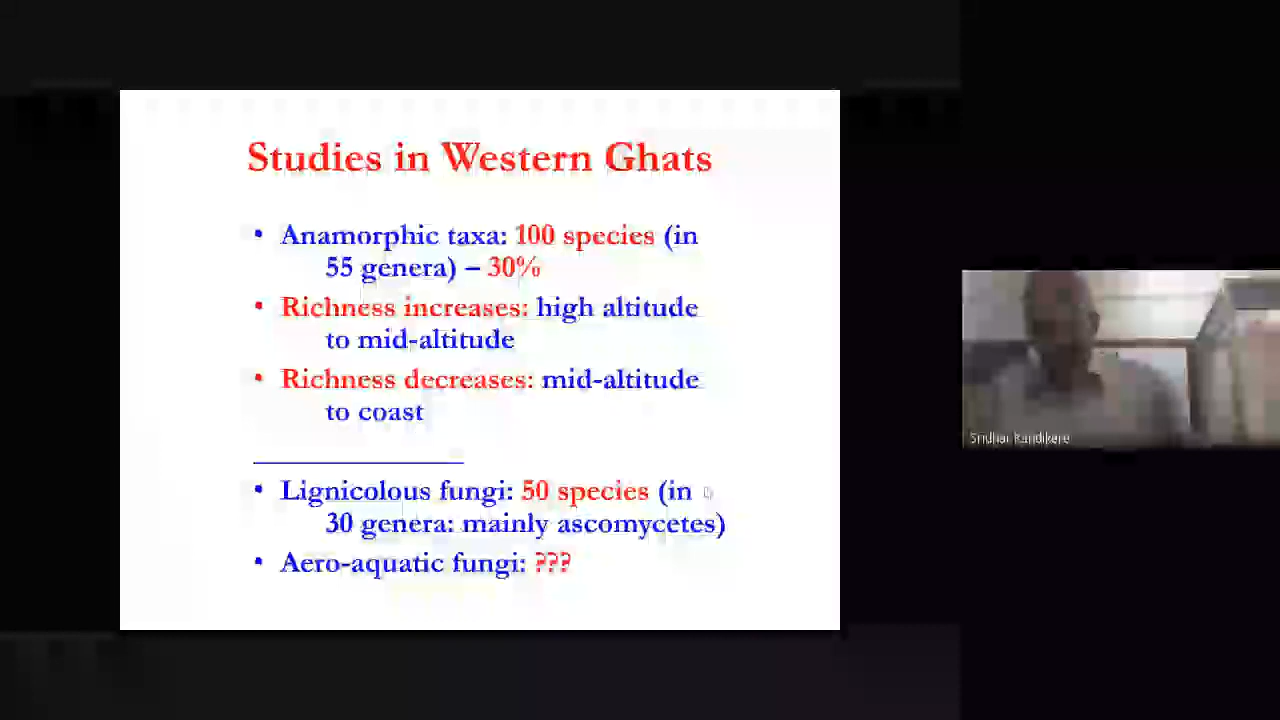 Studies in Western Ghats
• Anamorphic taxa: 100 species (in
55 genera) – 30%
• Richness increases: high altitude
to mid-altitude
• Richness decreases: mid-altitude
to coast
• Lignicolous fungi: 50 species (in
30 genera: mainly ascomycetes)
• Aero-aquatic fungi: ???
Sridhar Kandikere